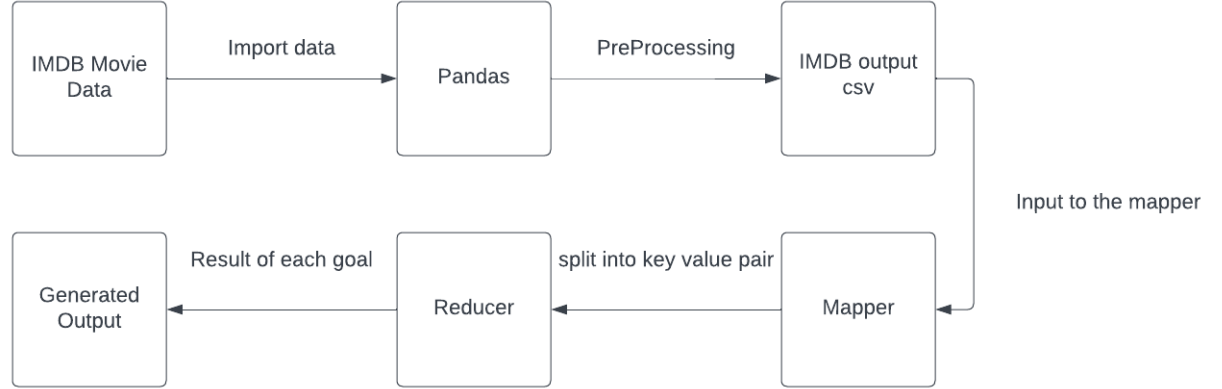 IMDB Movie
Data
Import data
Pandas
PreProcessing
IMDB output
csv
Input to the mapper
Mapper
split into key value pair
Reducer
Result of each goal
Generated
Output